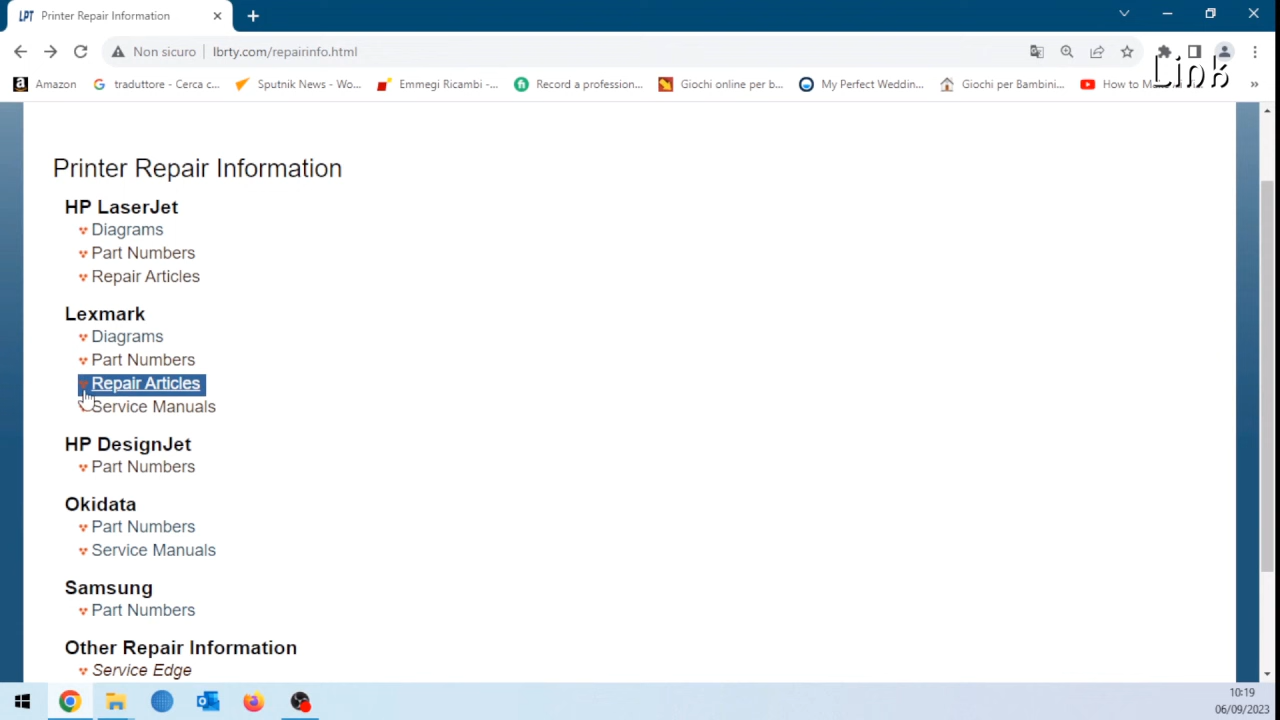 LPT Printer Repair Information
Non sicuro lbrty.com/repairinfo.html
Amazon traduttore - Cerca c... Sputnik News - Wo... Emmegi Ricambi -... Record a profession... Giochi online per b... My Perfect Weddin... Giochi per Bambini... How to M
Link
Printer Repair Information
HP LaserJet
Diagrams
Part Numbers
Repair Articles
Lexmark
Diagrams
Part Numbers
Repair Articles
Service Manuals
HP DesignJet
Part Numbers
Okidata
Part Numbers
Service Manuals
Samsung
Part Numbers
Other Repair Information
Service Edge
10:19
06/09/2023